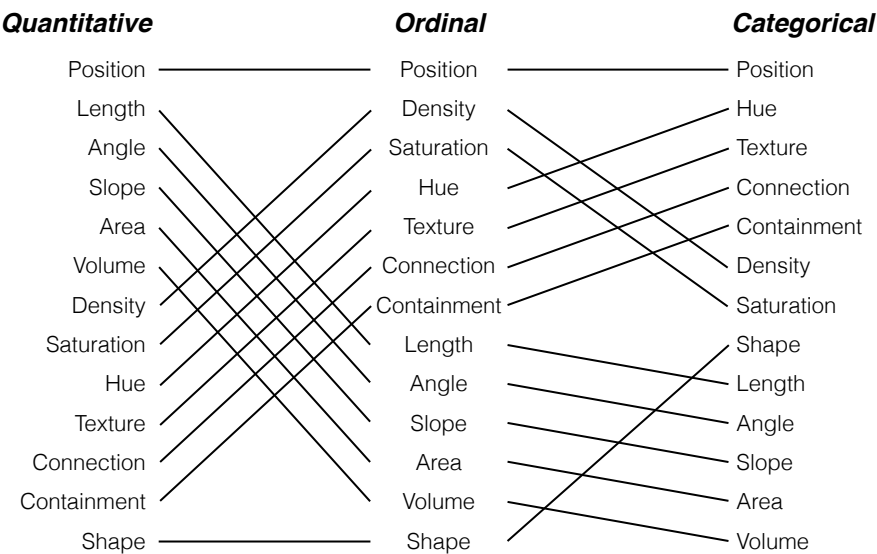 Quantitative Ordinal Categorical
Position Position Position
Length Density Hue
Angle Saturation Texture
Slope Hue Connection
Area Texture Containment
Volume Connection Density
Density Containment Saturation
Saturation Length Shape
Hue Angle Length
Texture Slope Angle
Connection Area Slope
Containment Volume Area
Shape Shape Volume